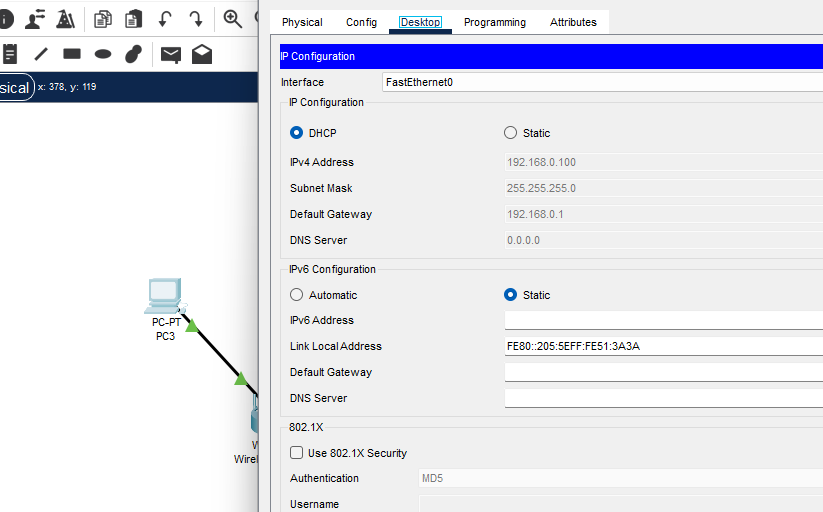 Physical Config Desktop Programming Attributes
IP Configuration
Interface FastEthernet0
IP Configuration
DHCP Static
IPv4 Address 192.168.0.100
Subnet Mask 255.255.255.0
Default Gateway 192.168.0.1
DNS Server 0.0.0.0
IPv6 Configuration
Automatic Static
IPv6 Address
Link Local Address FE80::205:5EFF:FE51:3A3A
Default Gateway
DNS Server
802.1X
Use 802.1X Security
Authentication MD5
Username
sical x: 378, y: 119
PC-PT
PC3
W
Wirel